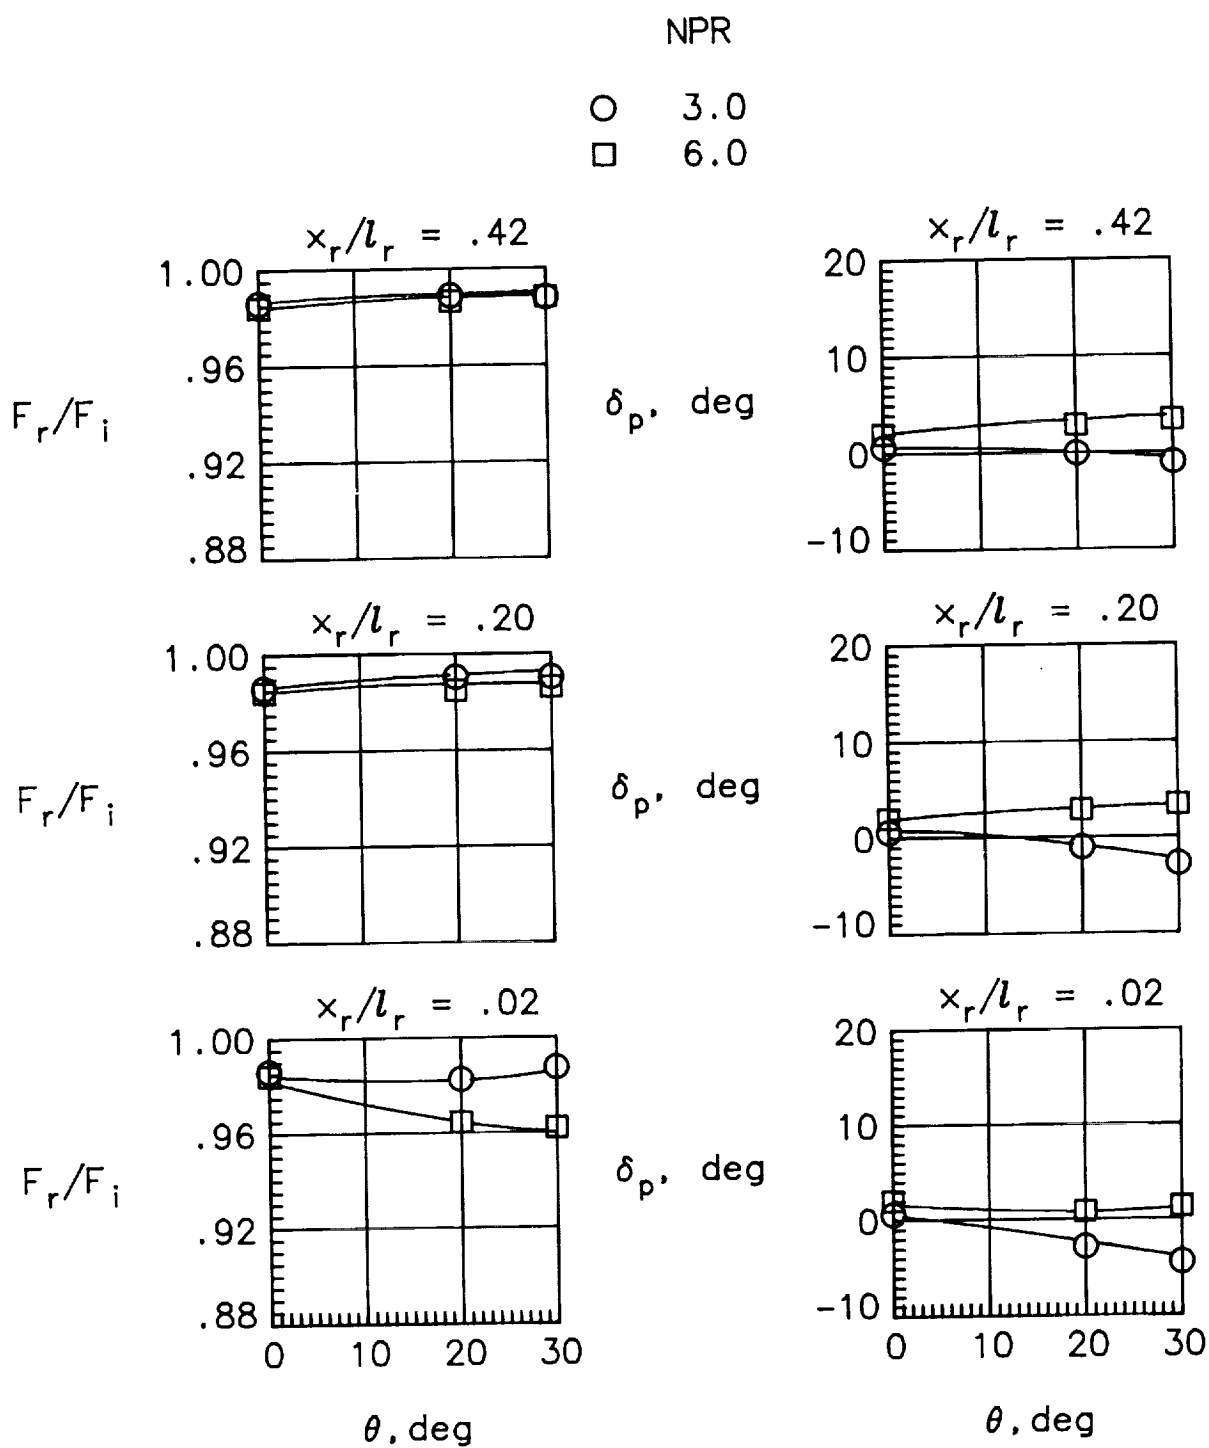 NPR
○ 3.0
□ 6.0
x_r/l_r = .42
1.00
.96
.92
.88
F_r/F_i
x_r/l_r = .42
20
10
0
-10
δ_p, deg
x_r/l_r = .20
1.00
.96
.92
.88
F_r/F_i
x_r/l_r = .20
20
10
0
-10
δ_p, deg
x_r/l_r = .02
1.00
.96
.92
.88
F_r/F_i
0 10 20 30
θ, deg
x_r/l_r = .02
20
10
0
-10
δ_p, deg
0 10 20 30
θ, deg